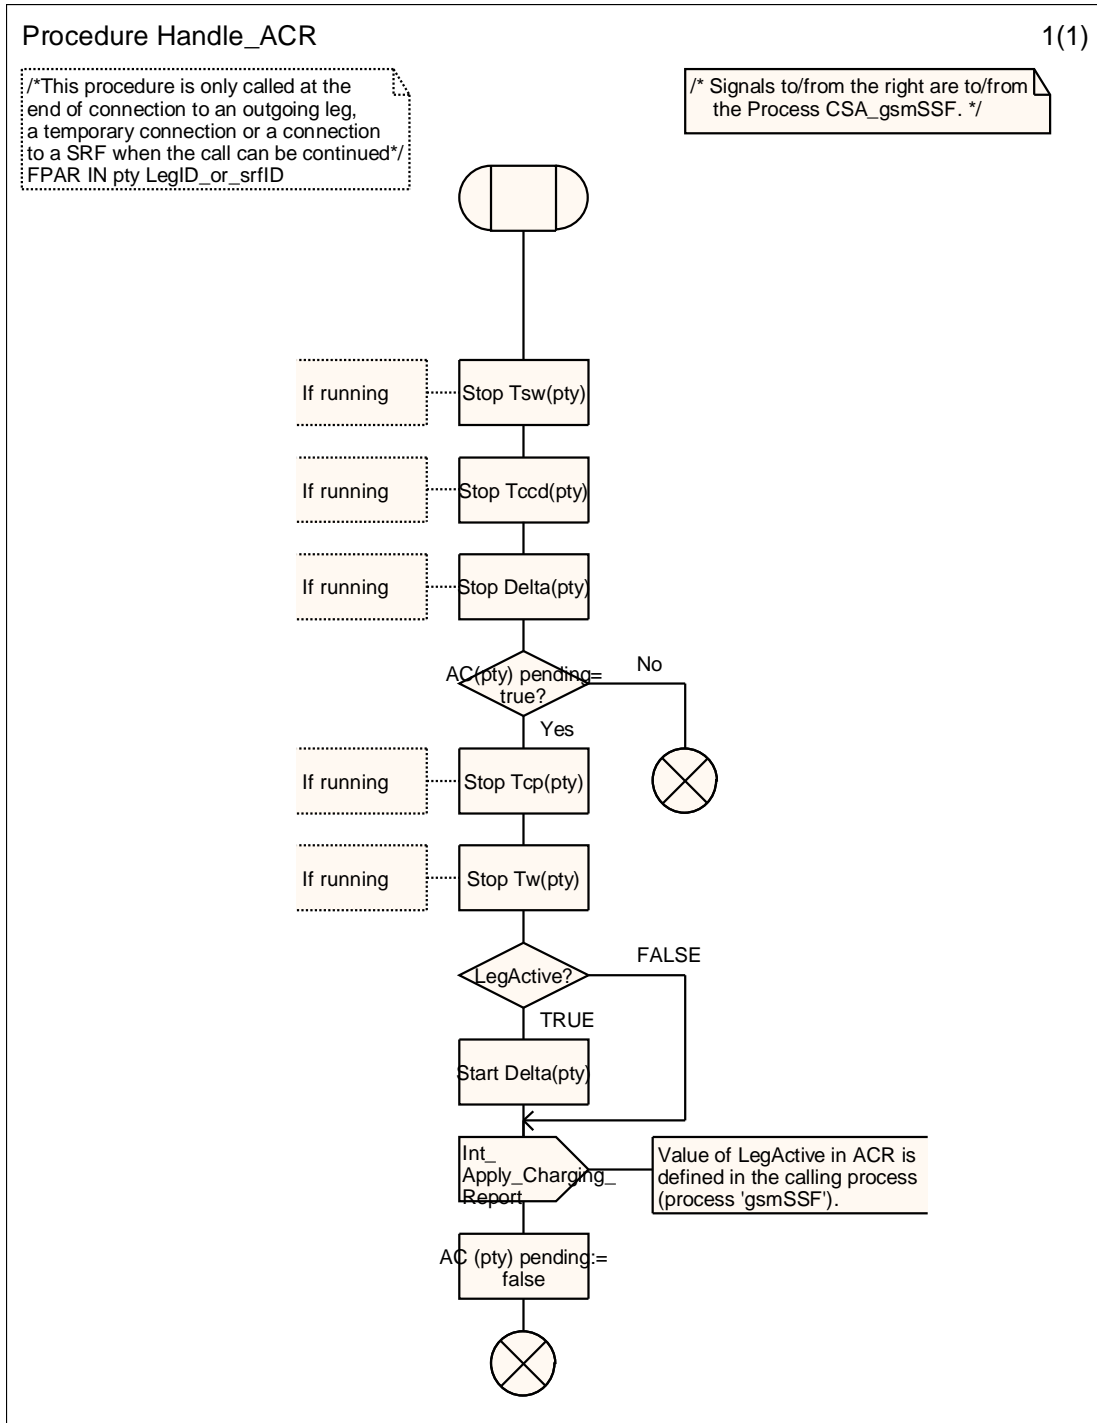 Procedure Handle_ACR
1(1)
/*This procedure is only called at the
end of connection to an outgoing leg,
a temporary connection or a connection
to a SRF when the call can be continued*/
FPAR IN pty LegID_or_srfID
/* Signals to/from the right are to/from
the Process CSA_gsmSSF. */
If running
Stop Tsw(pty)
If running
Stop Tccd(pty)
If running
Stop Delta(pty)
AC(pty) pending=
true?
No
Yes
If running
Stop Tcp(pty)
If running
Stop Tw(pty)
LegActive?
FALSE
TRUE
Start Delta(pty)
Int_
Apply_Charging_
Report
Value of LegActive in ACR is
defined in the calling process
(process 'gsmSSF').
AC (pty) pending:=
false